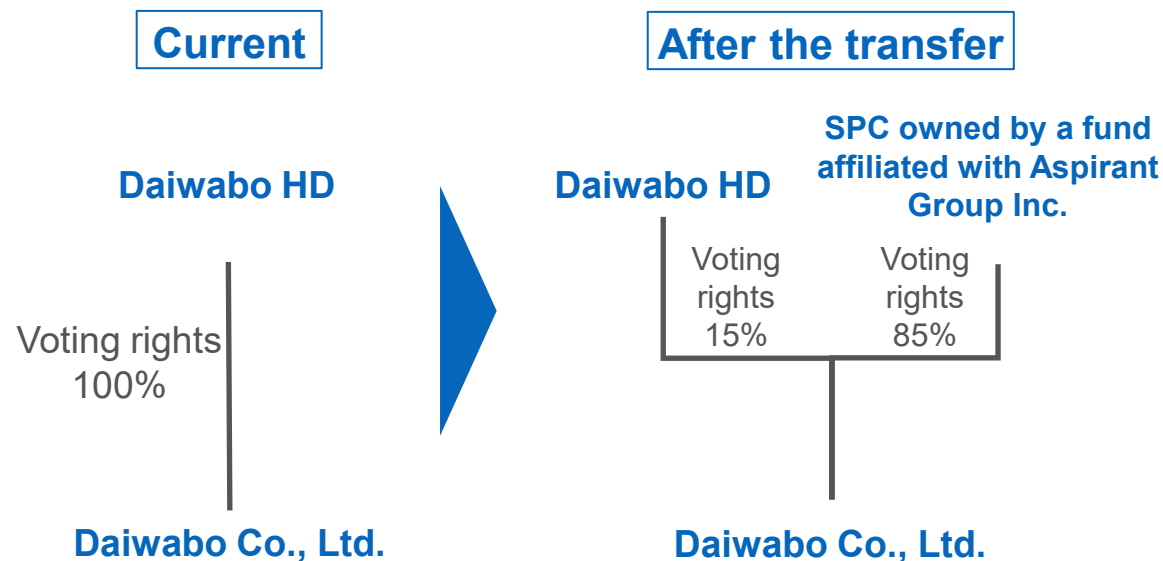 Current
Daiwabo HD
Voting rights
100%
Daiwabo Co., Ltd.
After the transfer
Daiwabo HD
SPC owned by a fund
affiliated with Aspirant
Group Inc.
Voting
rights
15%
Voting
rights
85%
Daiwabo Co., Ltd.